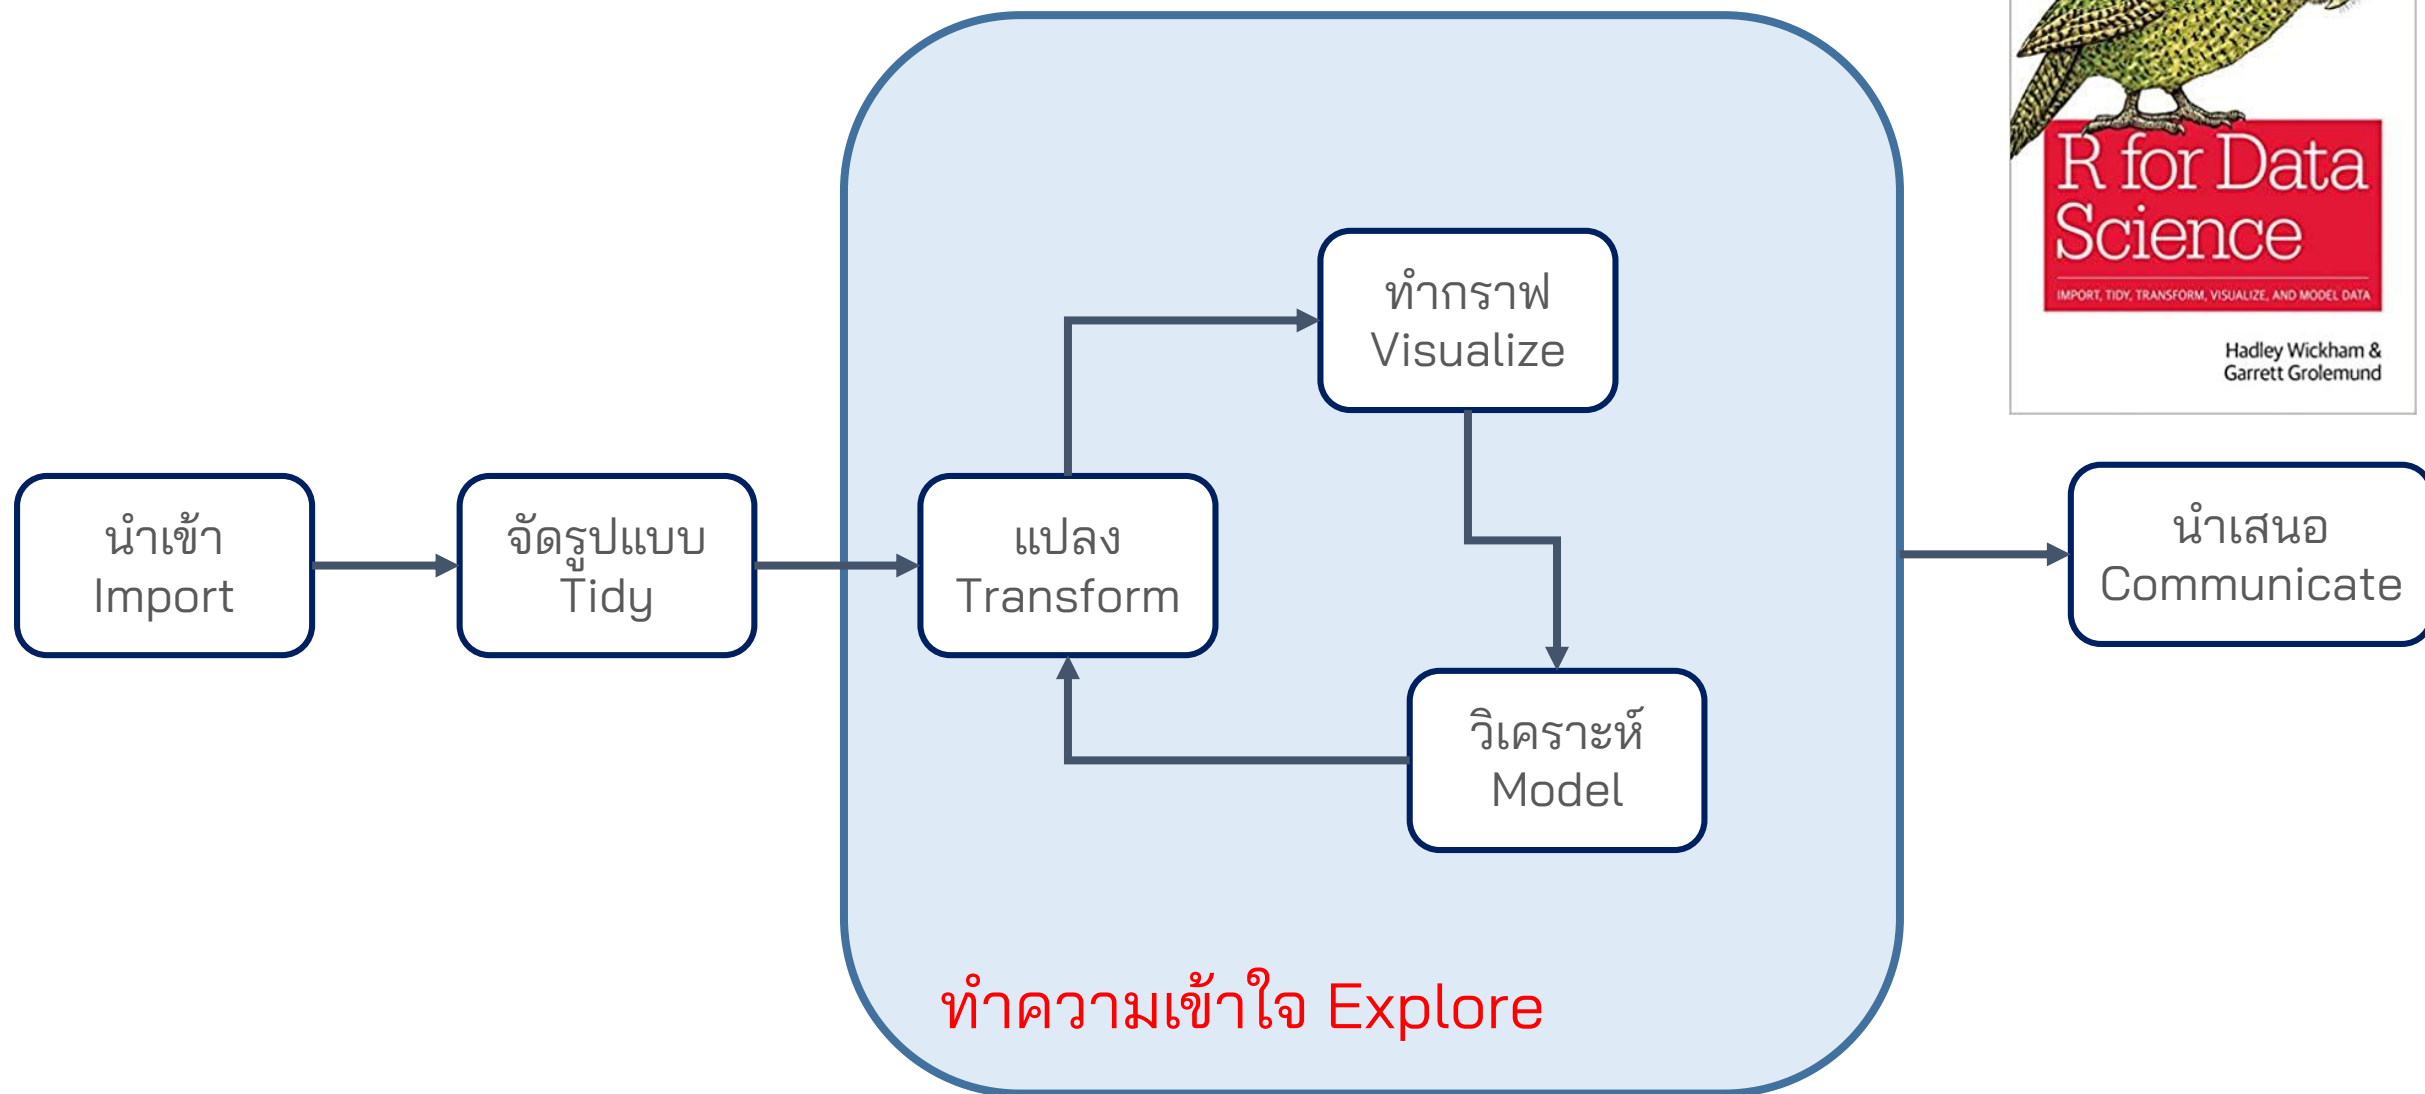 R for Data
Science
IMPORT, TIDY, TRANSFORM, VISUALIZE, AND MODEL DATA
Hadley Wickham &
Garrett Grolemund
นำเข้า
Import
จัดรูปแบบ
Tidy
แปลง
Transform
ทำกราฟ
Visualize
วิเคราะห์
Model
ทำความเข้าใจ Explore
นำเสนอ
Communicate